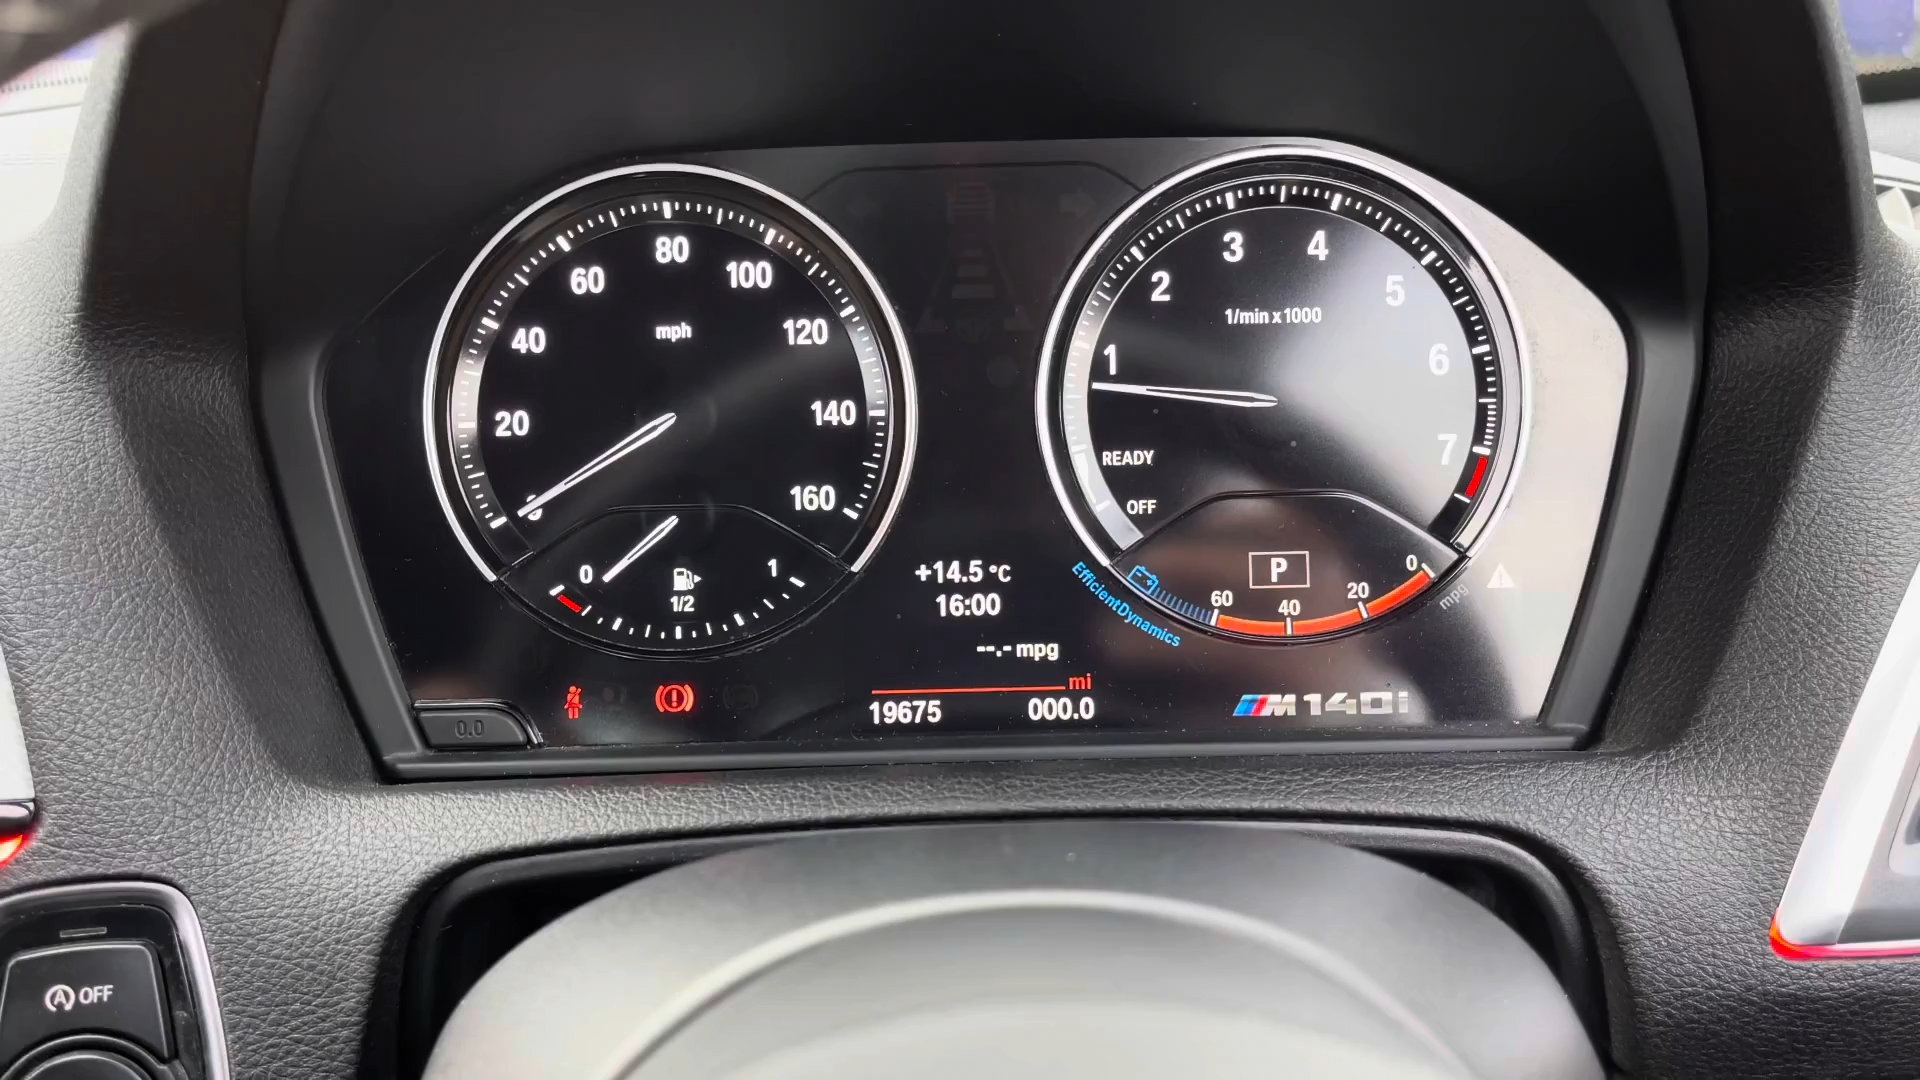 80
60
100
40
mph
120
20
140
0
160
0
1
1/2
3
4
2
5
1/min x 1000
1
6
READY
7
OFF
P
0
20
60
40
mpg
EfficientDynamics
+14.5 °C
16:00
--.- mpg
mi
19675
000.0
M140i
0.0
A OFF